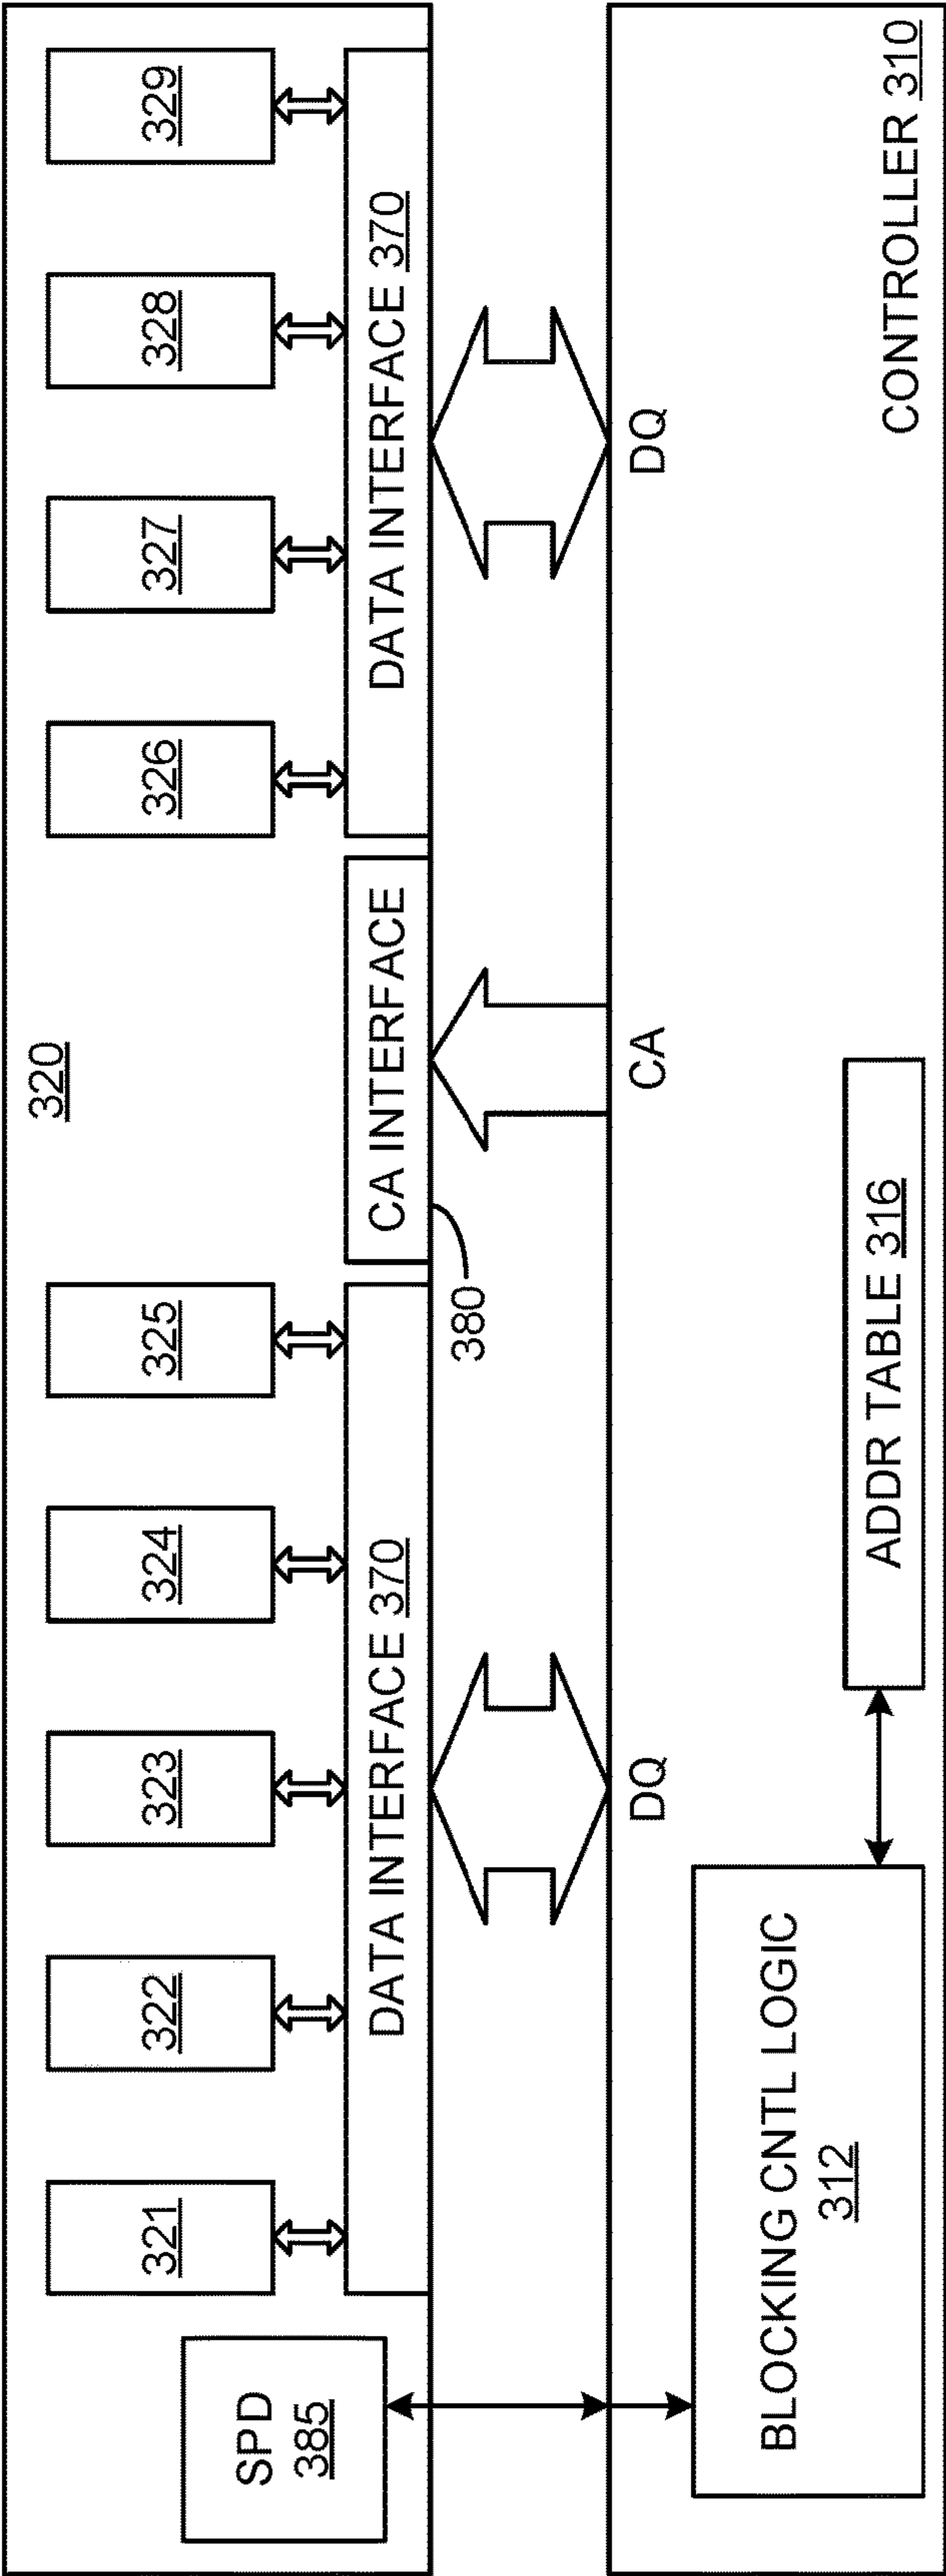 320
321
322
323
324
325
326
327
328
329
SPD
385
DATA INTERFACE 370
CA INTERFACE
DATA INTERFACE 370
380
DQ
CA
DQ
BLOCKING CNTL LOGIC
312
ADDR TABLE 316
CONTROLLER 310